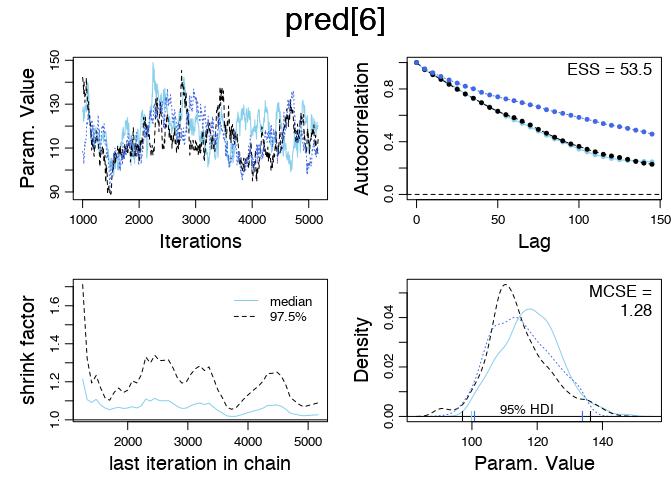 pred[6]
Param. Value
90 110 130 150
1000 2000 3000 4000 5000
Iterations
Autocorrelation
0.0 0.4 0.8
ESS = 53.5
0 50 100 150
Lag
shrink factor
1.0 1.2 1.4 1.6
median
97.5%
2000 3000 4000 5000
last iteration in chain
Density
0.00 0.02 0.04
MCSE =
1.28
95% HDI
100 120 140
Param. Value